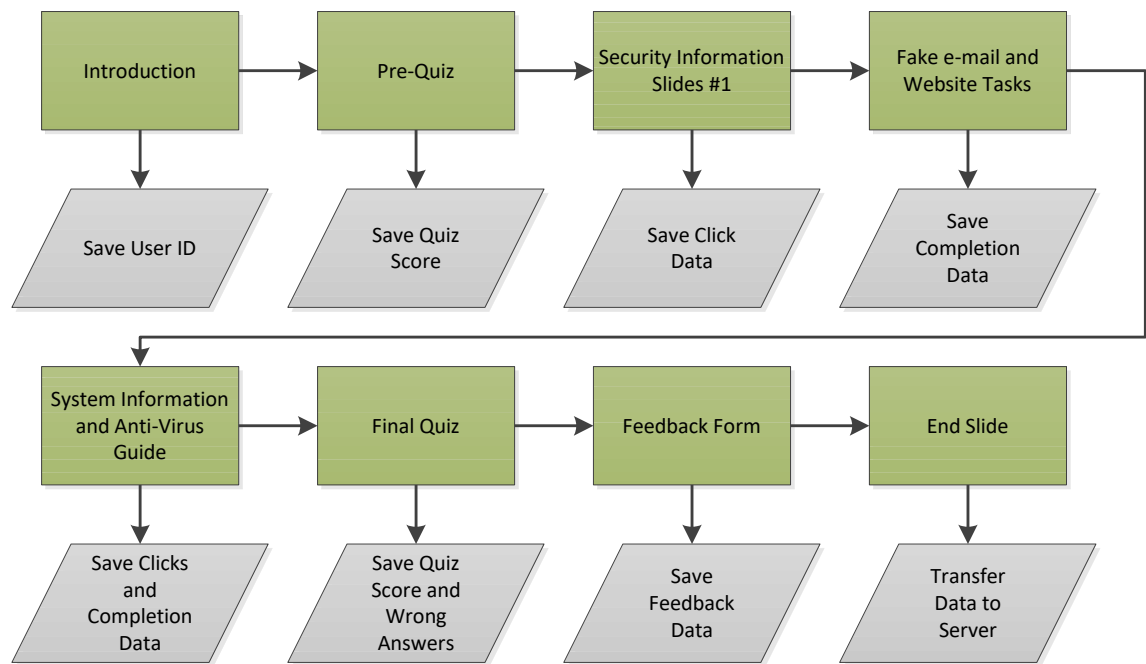 Introduction
Pre-Quiz
Security Information
Slides #1
Fake e-mail and
Website Tasks
Save User ID
Save Quiz
Score
Save Click
Data
Save
Completion
Data
System Information
and Anti-Virus
Guide
Final Quiz
Feedback Form
End Slide
Save Clicks
and
Completion
Data
Save Quiz
Score and
Wrong
Answers
Save
Feedback
Data
Transfer
Data to
Server